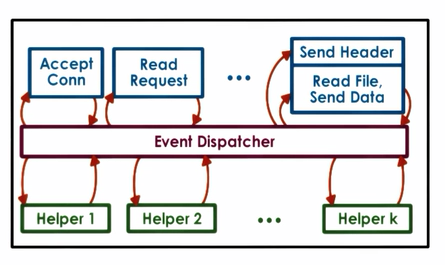 Accept
Conn
Read
Request
...
Send Header
Read File,
Send Data
Event Dispatcher
Helper 1
Helper 2
...
Helper k